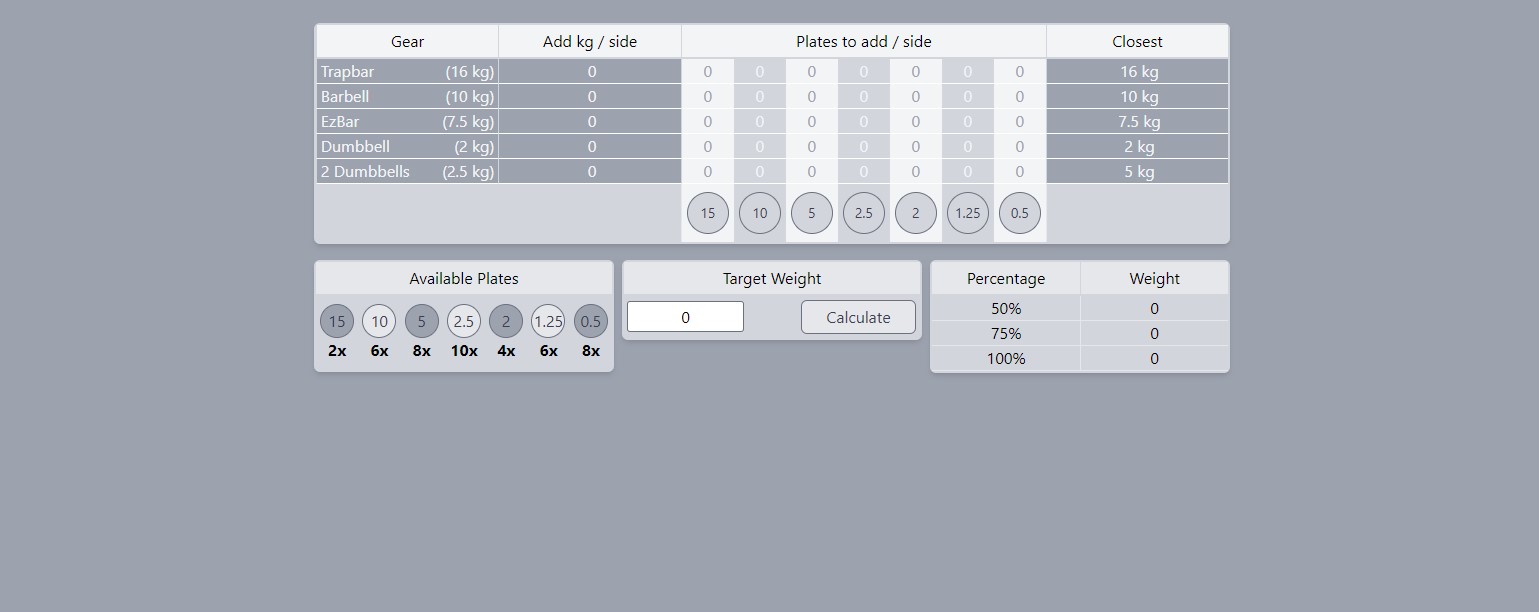 Gear Add kg / side Plates to add / side Closest
Trapbar (16 kg) 0 0 0 0 0 0 0 0 16 kg
Barbell (10 kg) 0 0 0 0 0 0 0 0 10 kg
EzBar (7.5 kg) 0 0 0 0 0 0 0 0 7.5 kg
Dumbbell (2 kg) 0 0 0 0 0 0 0 0 2 kg
2 Dumbbells (2.5 kg) 0 0 0 0 0 0 0 0 5 kg
15 10 5 2.5 2 1.25 0.5
Available Plates
15 10 5 2.5 2 1.25 0.5
2x 6x 8x 10x 4x 6x 8x
Target Weight
0 Calculate
Percentage Weight
50% 0
75% 0
100% 0